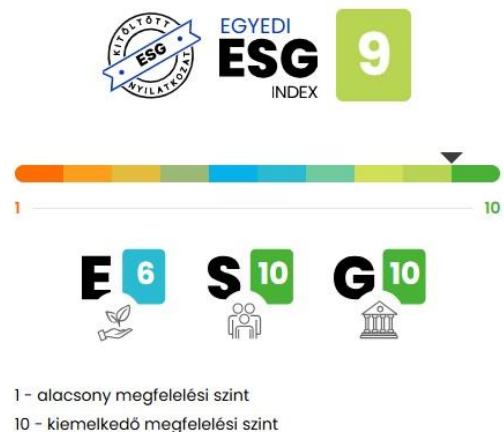 KITÖLTÖTT
ESG
NYILATKOZAT
EGYEDI
ESG
INDEX
9
1
10
E 6
S 10
G 10
1 - alacsony megfelelési szint
10 - kiemelkedő megfelelési szint